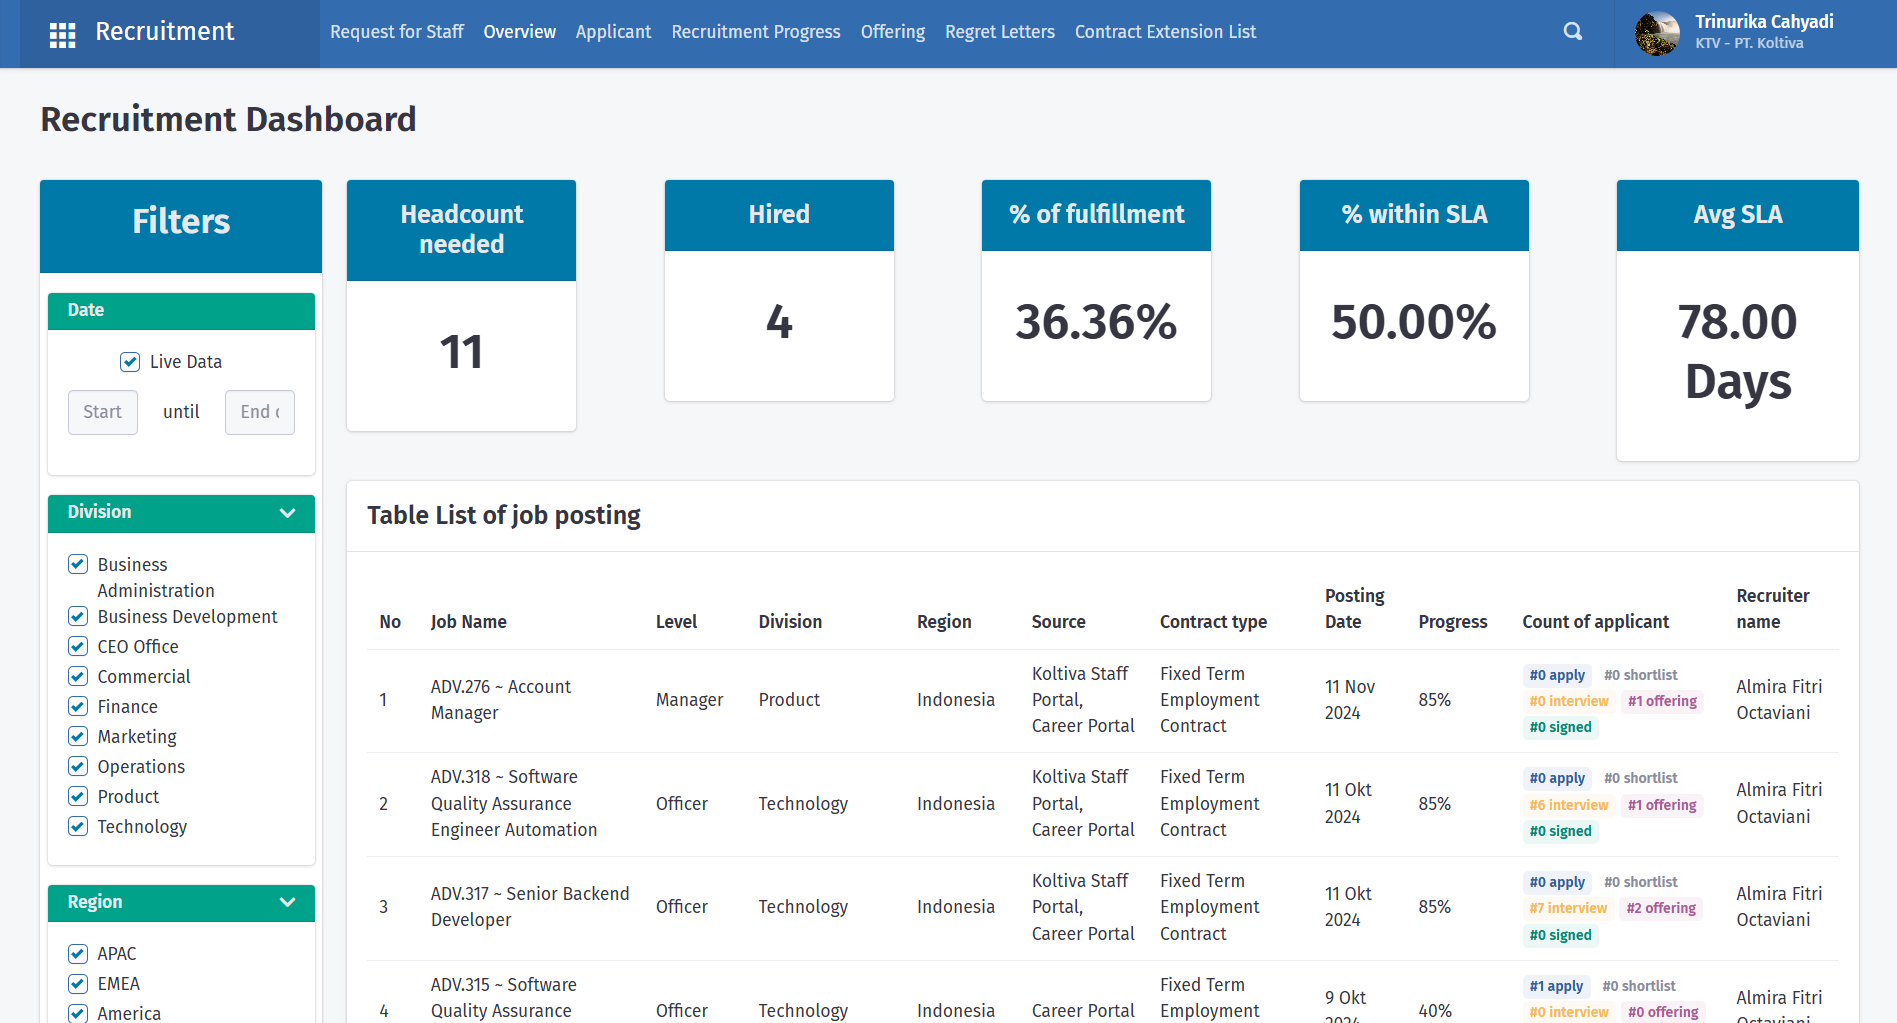 Recruitment
Request for Staff
Overview
Applicant
Recruitment Progress
Offering
Regret Letters
Contract Extension List
Trinurika Cahyadi
KTV - PT. Koltiva
Recruitment Dashboard
Filters
Date
Live Data
Start
until
End
Division
Business
Administration
Business Development
CEO Office
Commercial
Finance
Marketing
Operations
Product
Technology
Region
APAC
EMEA
America
Headcount
needed
11
Hired
4
% of fulfillment
36.36%
% within SLA
50.00%
Avg SLA
78.00
Days
Table List of job posting
No
Job Name
Level
Division
Region
Source
Contract type
Posting
Date
Progress
Count of applicant
Recruiter
name
1
ADV.276 ~ Account
Manager
Manager
Product
Indonesia
Koltiva Staff
Portal,
Career Portal
Fixed Term
Employment
Contract
11 Nov
2024
85%
#0 apply #0 shortlist
#0 interview #1 offering
#0 signed
Almira Fitri
Octaviani
2
ADV.318 ~ Software
Quality Assurance
Engineer Automation
Officer
Technology
Indonesia
Koltiva Staff
Portal,
Career Portal
Fixed Term
Employment
Contract
11 Okt
2024
85%
#0 apply #0 shortlist
#6 interview #1 offering
#0 signed
Almira Fitri
Octaviani
3
ADV.317 ~ Senior Backend
Developer
Officer
Technology
Indonesia
Koltiva Staff
Portal,
Career Portal
Fixed Term
Employment
Contract
11 Okt
2024
85%
#0 apply #0 shortlist
#7 interview #2 offering
#0 signed
Almira Fitri
Octaviani
4
ADV.315 ~ Software
Quality Assurance
Officer
Technology
Indonesia
Career Portal
Fixed Term
Employment
9 Okt
2024
40%
#1 apply #0 shortlist
#0 interview #0 offering
Almira Fitri
Octaviani